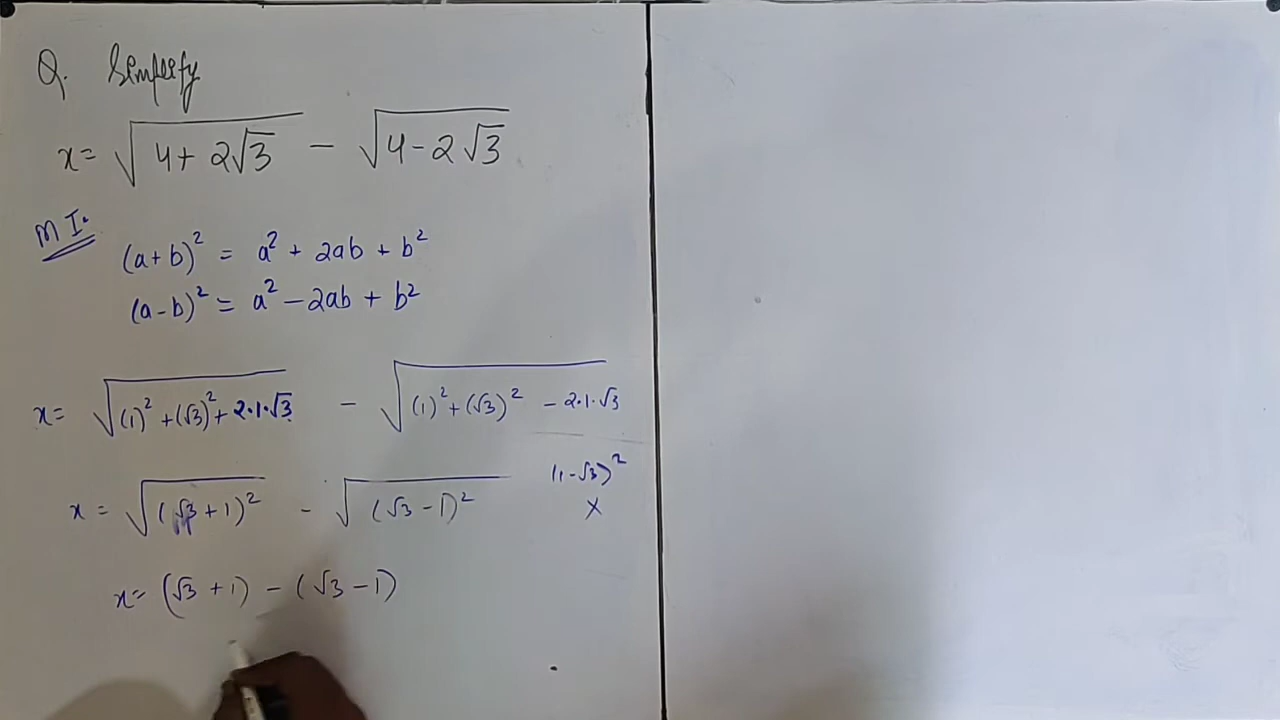 Q. Simplify
x = √(4 + 2√3) − √(4 − 2√3)
M I.
(a+b)² = a² + 2ab + b²
(a−b)² = a² − 2ab + b²
x = √((1)² + (√3)² + 2·1·√3) − √((1)² + (√3)² − 2·1·√3)
(1−√3)²
x = √((√3 + 1)²) − √((√3 − 1)²) ×
x = (√3 + 1) − (√3 − 1)